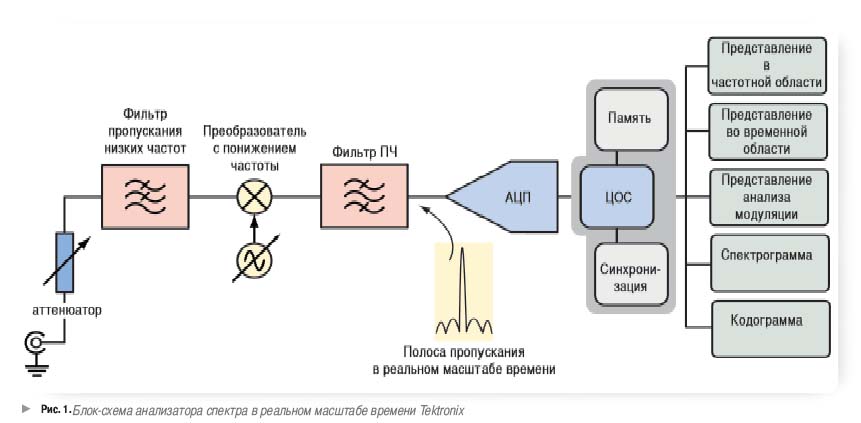 Фильтр
пропускания
низких частот
Преобразователь
с понижением
частоты
Фильтр ПЧ
аттенюатор
АЦП
Память
ЦОС
Синхрони-
зация
Полоса пропускания
в реальном масштабе времени
Представление
в
частотной области
Представление
во временной
области
Представление
анализа
модуляции
Спектрограмма
Кодограмма
Рис. 1. Блок-схема анализатора спектра в реальном масштабе времени Tektronix